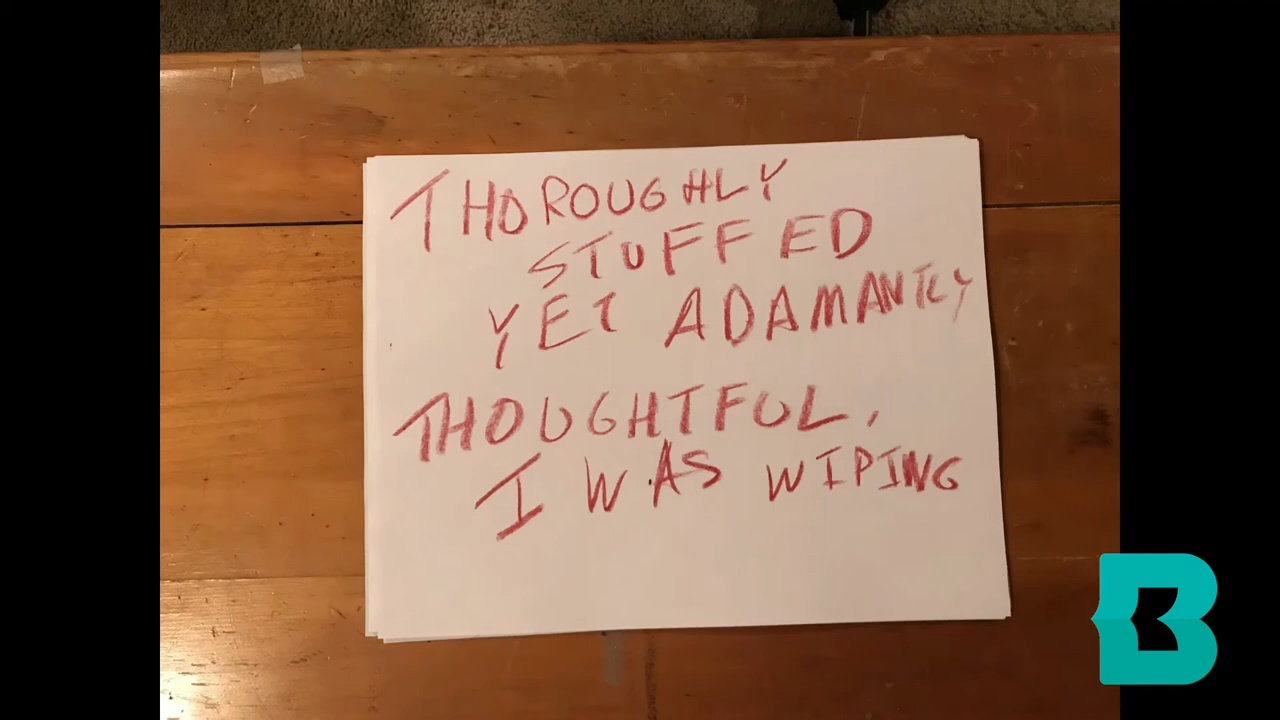 THOROUGHLY
STUFFED
YET ADAMANTLY
THOUGHTFUL,
I WAS WIPING
B